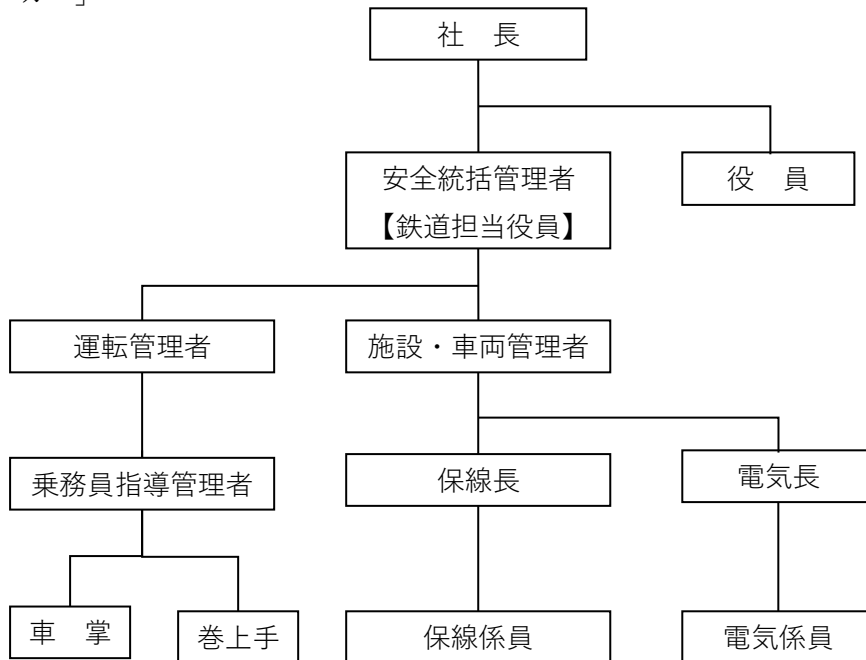 社　長
安全統括管理者
【鉄道担当役員】
役　員
運転管理者
施設・車両管理者
乗務員指導管理者
保線長
電気長
車　掌
巻上手
保線係員
電気係員